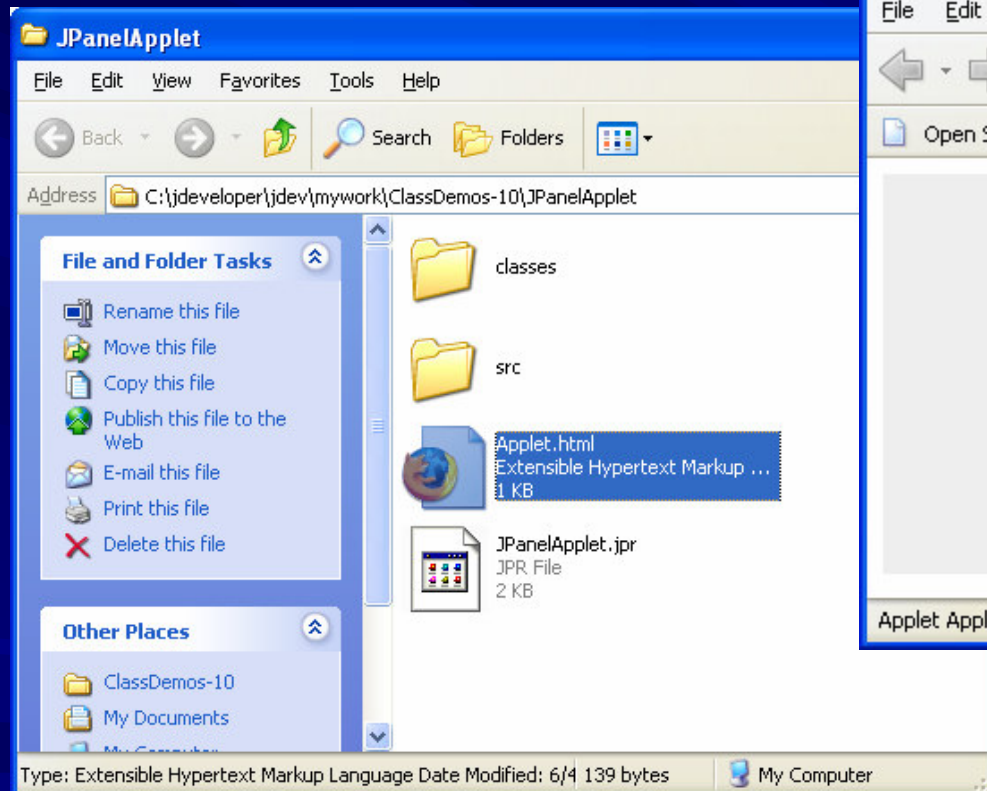 JPanelApplet
File Edit View Favorites Tools Help
Back Search Folders
Address C:\jdeveloper\jdev\mywork\ClassDemos-10\JPanelApplet
File and Folder Tasks
Rename this file
Move this file
Copy this file
Publish this file to the
Web
E-mail this file
Print this file
Delete this file
Other Places
ClassDemos-10
My Documents
My Computer
classes
src
Applet.html
Extensible Hypertext Markup ...
1 KB
JPanelApplet.jpr
JPR File
2 KB
Type: Extensible Hypertext Markup Language Date Modified: 6/4 139 bytes My Computer
File Edit
Open S
Applet Appl